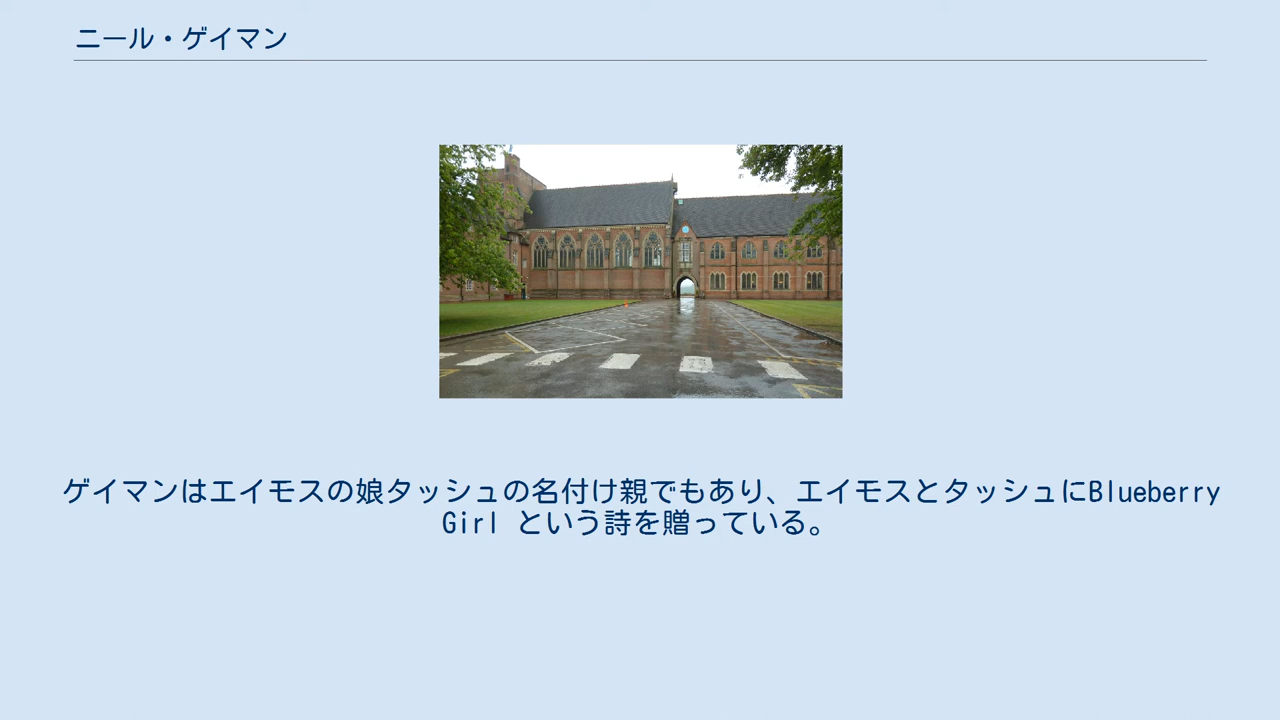 ニール・ゲイマン
ゲイマンはエイモスの娘タッシュの名付け親でもあり、エイモスとタッシュにBlueberry
Girl という詩を贈っている。